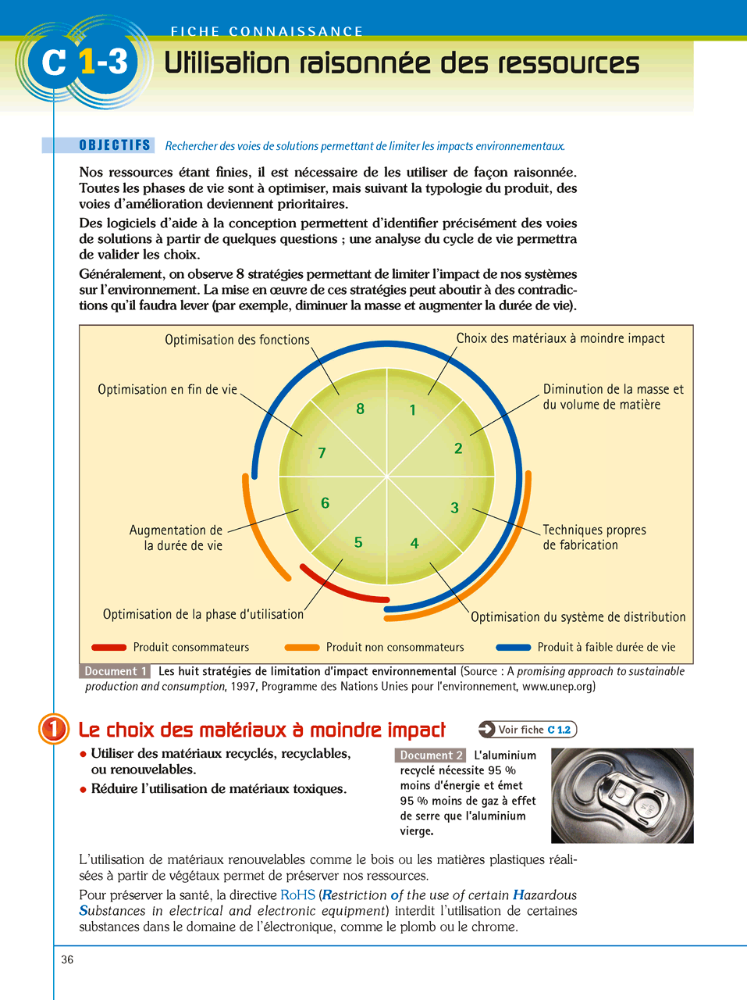 FICHE CONNAISSANCE
C 1-3
Utilisation raisonnée des ressources
OBJECTIFS Rechercher des voies de solutions permettant de limiter les impacts environnementaux.
Nos ressources étant finies, il est nécessaire de les utiliser de façon raisonnée.
Toutes les phases de vie sont à optimiser, mais suivant la typologie du produit, des
voies d'amélioration deviennent prioritaires.
Des logiciels d'aide à la conception permettent d'identifier précisément des voies
de solutions à partir de quelques questions ; une analyse du cycle de vie permettra
de valider les choix.
Généralement, on observe 8 stratégies permettant de limiter l'impact de nos systèmes
sur l'environnement. La mise en œuvre de ces stratégies peut aboutir à des contradic-
tions qu'il faudra lever (par exemple, diminuer la masse et augmenter la durée de vie).
Optimisation des fonctions
Choix des matériaux à moindre impact
Optimisation en fin de vie
Diminution de la masse et
du volume de matière
8
1
7
2
6
3
5
4
Augmentation de
la durée de vie
Techniques propres
de fabrication
Optimisation de la phase d'utilisation
Optimisation du système de distribution
Produit consommateurs
Produit non consommateurs
Produit à faible durée de vie
Document 1 Les huit stratégies de limitation d'impact environnemental (Source : A promising approach to sustainable
production and consumption, 1997, Programme des Nations Unies pour l'environnement, www.unep.org)
1 Le choix des matériaux à moindre impact
Voir fiche C 1.2
• Utiliser des matériaux recyclés, recyclables,
ou renouvelables.
• Réduire l'utilisation de matériaux toxiques.
Document 2 L'aluminium
recyclé nécessite 95 %
moins d'énergie et émet
95 % moins de gaz à effet
de serre que l'aluminium
vierge.
L'utilisation de matériaux renouvelables comme le bois ou les matières plastiques réali-
sées à partir de végétaux permet de préserver nos ressources.
Pour préserver la santé, la directive RoHS (Restriction of the use of certain Hazardous
Substances in electrical and electronic equipment) interdit l'utilisation de certaines
substances dans le domaine de l'électronique, comme le plomb ou le chrome.
36